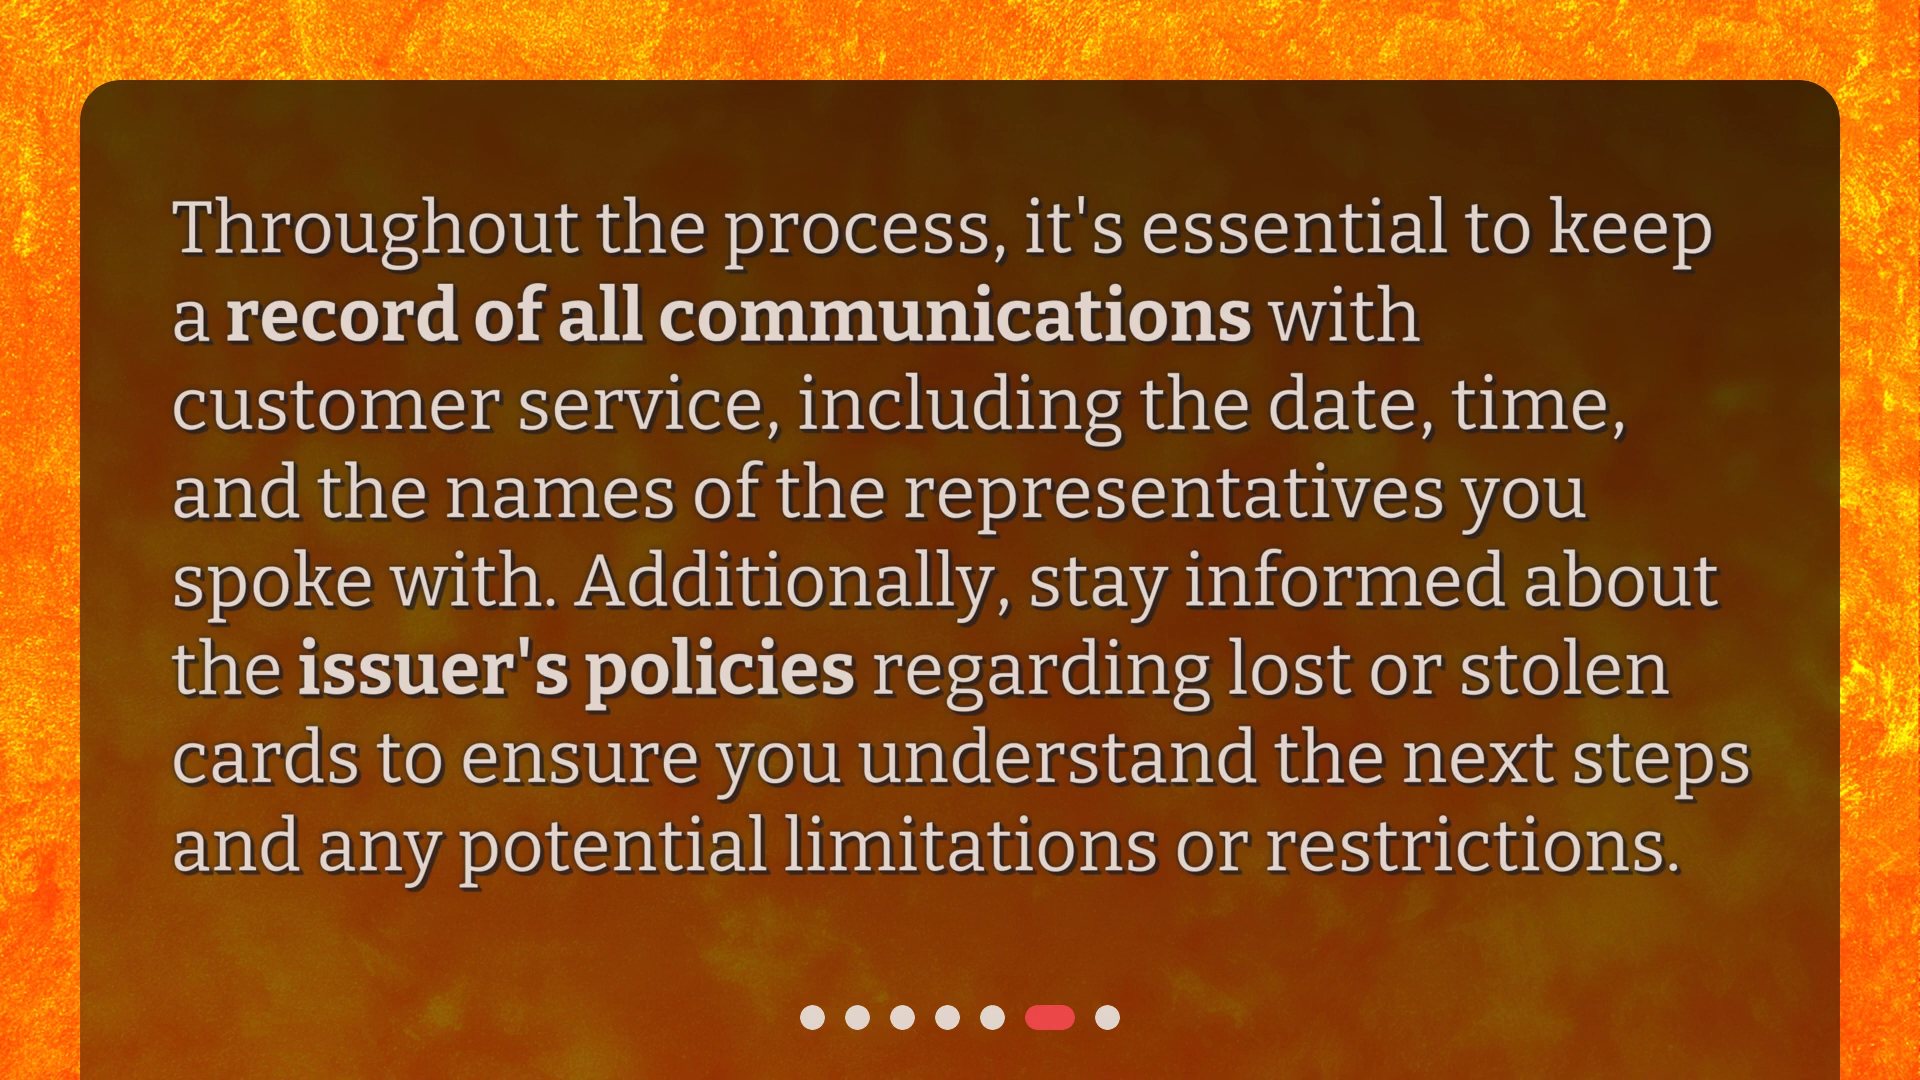 Throughout the process, it's essential to keep
a record of all communications with
customer service, including the date, time,
and the names of the representatives you
spoke with. Additionally, stay informed about
the issuer's policies regarding lost or stolen
cards to ensure you understand the next steps
and any potential limitations or restrictions.